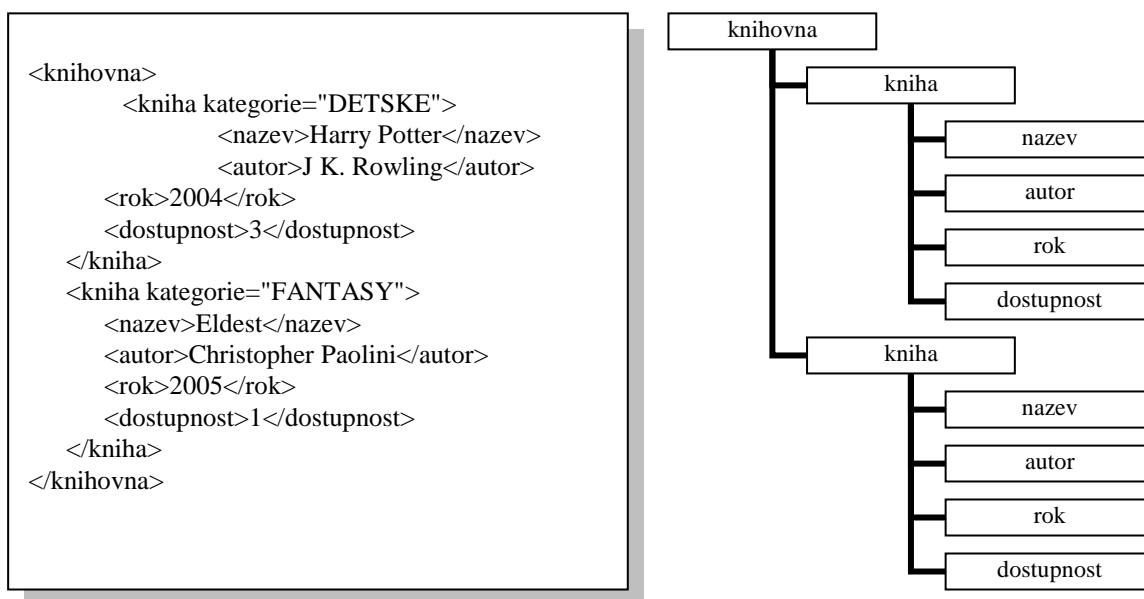 <knihovna>
<kniha kategorie="DETSKE">
<nazev>Harry Potter</nazev>
<autor>J K. Rowling</autor>
<rok>2004</rok>
<dostupnost>3</dostupnost>
</kniha>
<kniha kategorie="FANTASY">
<nazev>Eldest</nazev>
<autor>Christopher Paolini</autor>
<rok>2005</rok>
<dostupnost>1</dostupnost>
</kniha>
</knihovna>
knihovna
kniha
nazev
autor
rok
dostupnost
kniha
nazev
autor
rok
dostupnost